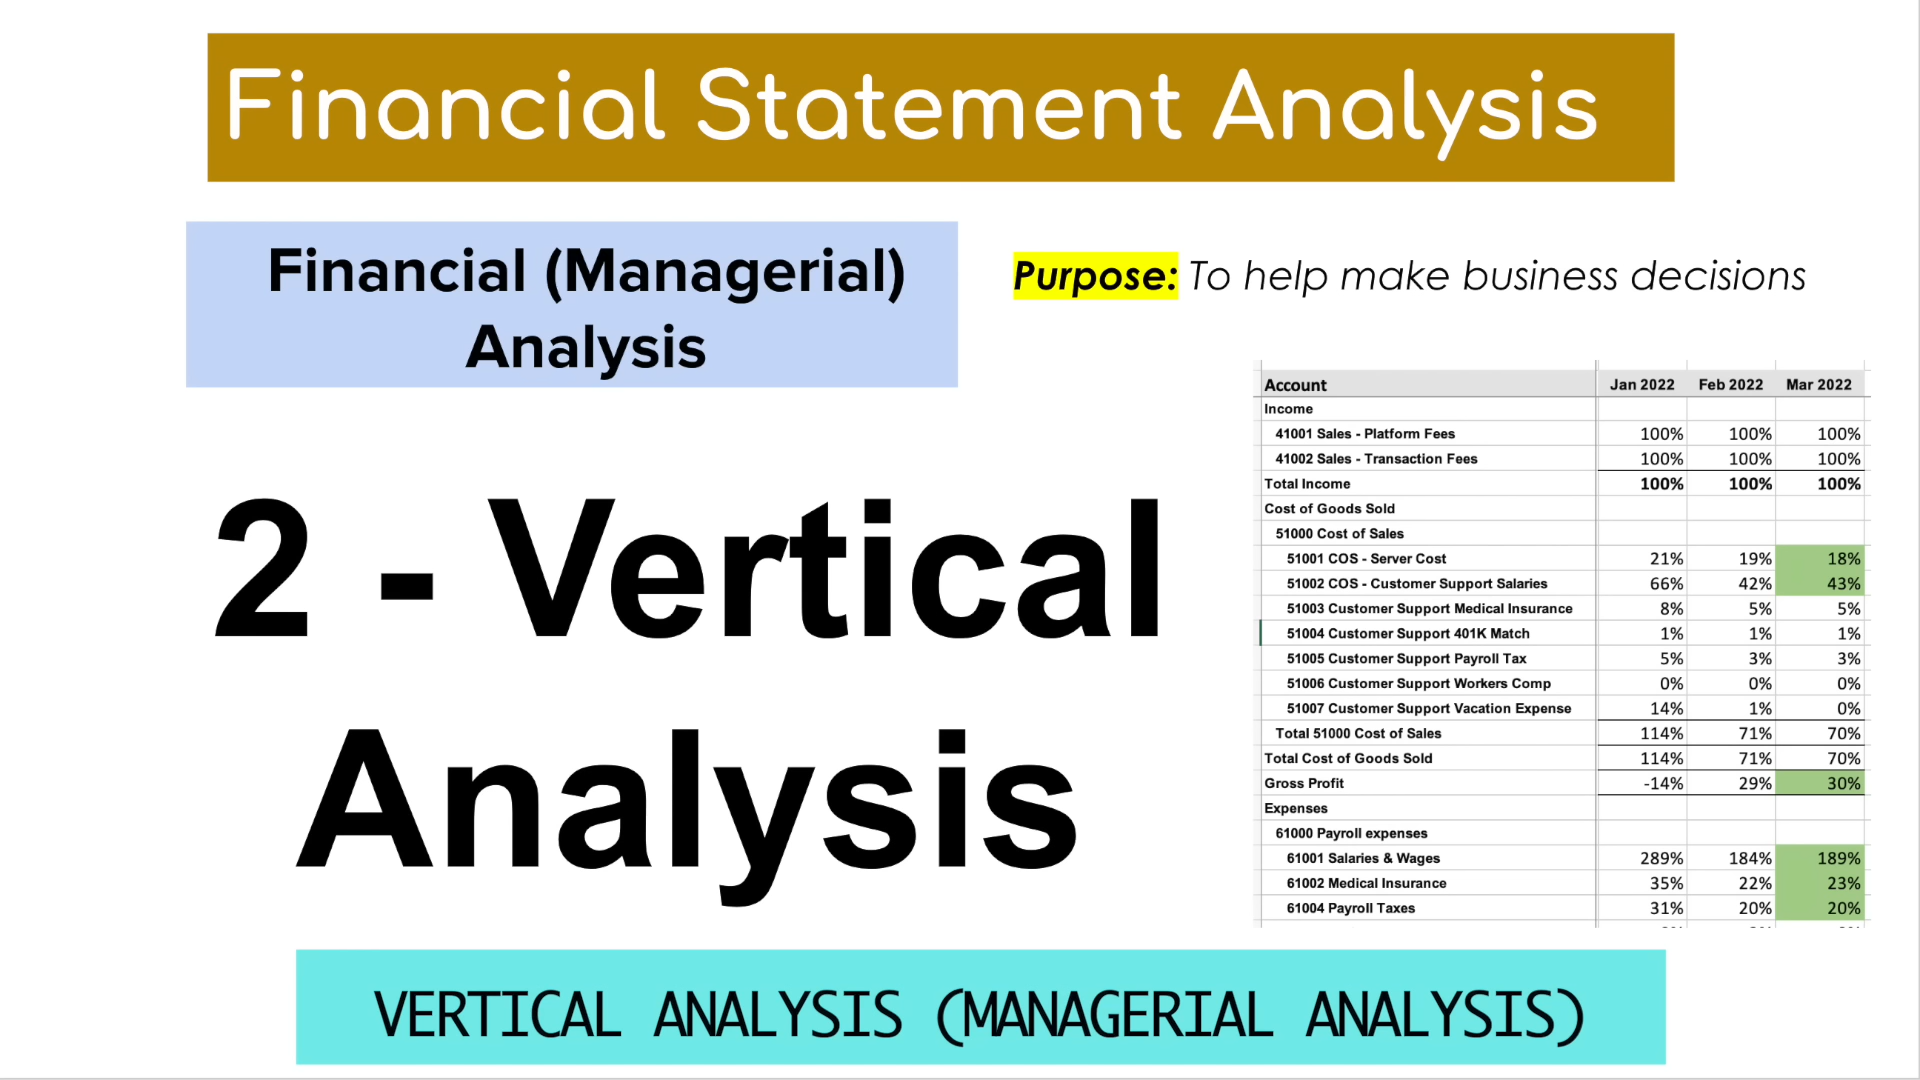 Financial Statement Analysis
Financial (Managerial)
Analysis
Purpose: To help make business decisions
2 - Vertical
Analysis
Account Jan 2022 Feb 2022 Mar 2022
Income
41001 Sales - Platform Fees 100% 100% 100%
41002 Sales - Transaction Fees 100% 100% 100%
Total Income 100% 100% 100%
Cost of Goods Sold
51000 Cost of Sales
51001 COS - Server Cost 21% 19% 18%
51002 COS - Customer Support Salaries 66% 42% 43%
51003 Customer Support Medical Insurance 8% 5% 5%
51004 Customer Support 401K Match 1% 1% 1%
51005 Customer Support Payroll Tax 5% 3% 3%
51006 Customer Support Workers Comp 0% 0% 0%
51007 Customer Support Vacation Expense 14% 1% 0%
Total 51000 Cost of Sales 114% 71% 70%
Total Cost of Goods Sold 114% 71% 70%
Gross Profit -14% 29% 30%
Expenses
61000 Payroll expenses
61001 Salaries & Wages 289% 184% 189%
61002 Medical Insurance 35% 22% 23%
61004 Payroll Taxes 31% 20% 20%
VERTICAL ANALYSIS (MANAGERIAL ANALYSIS)